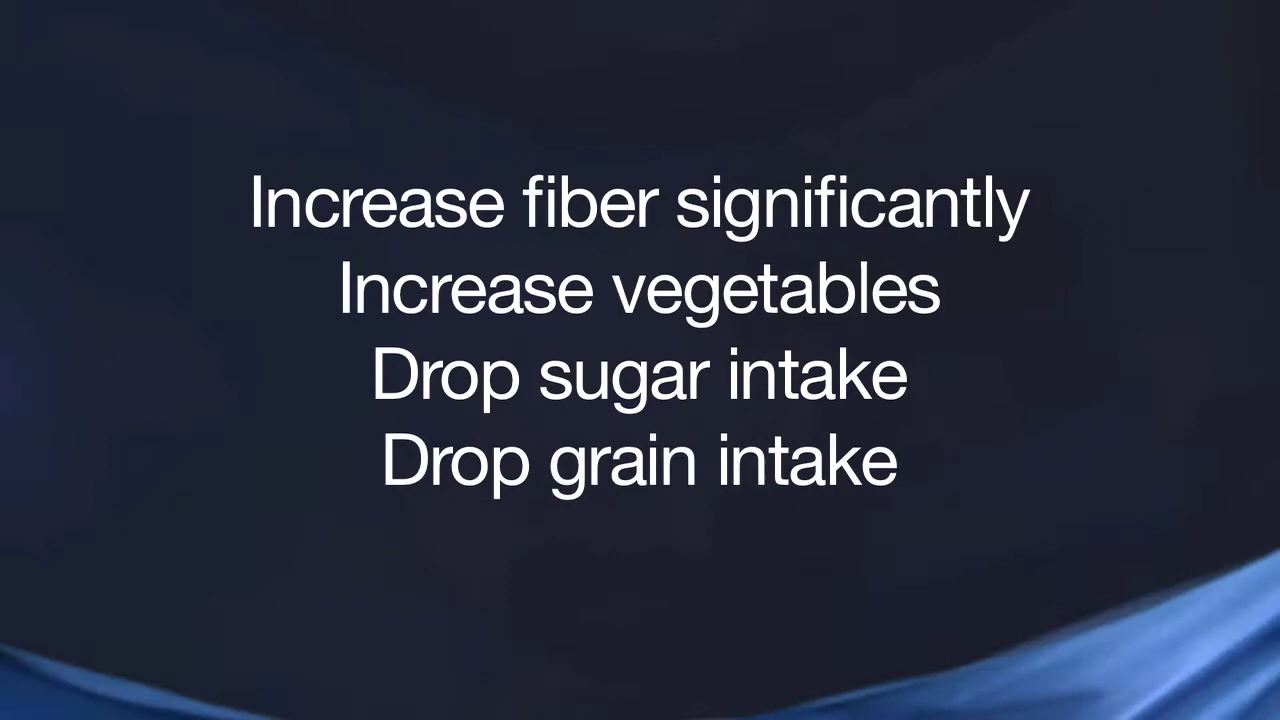 Increase fiber significantly
Increase vegetables
Drop sugar intake
Drop grain intake